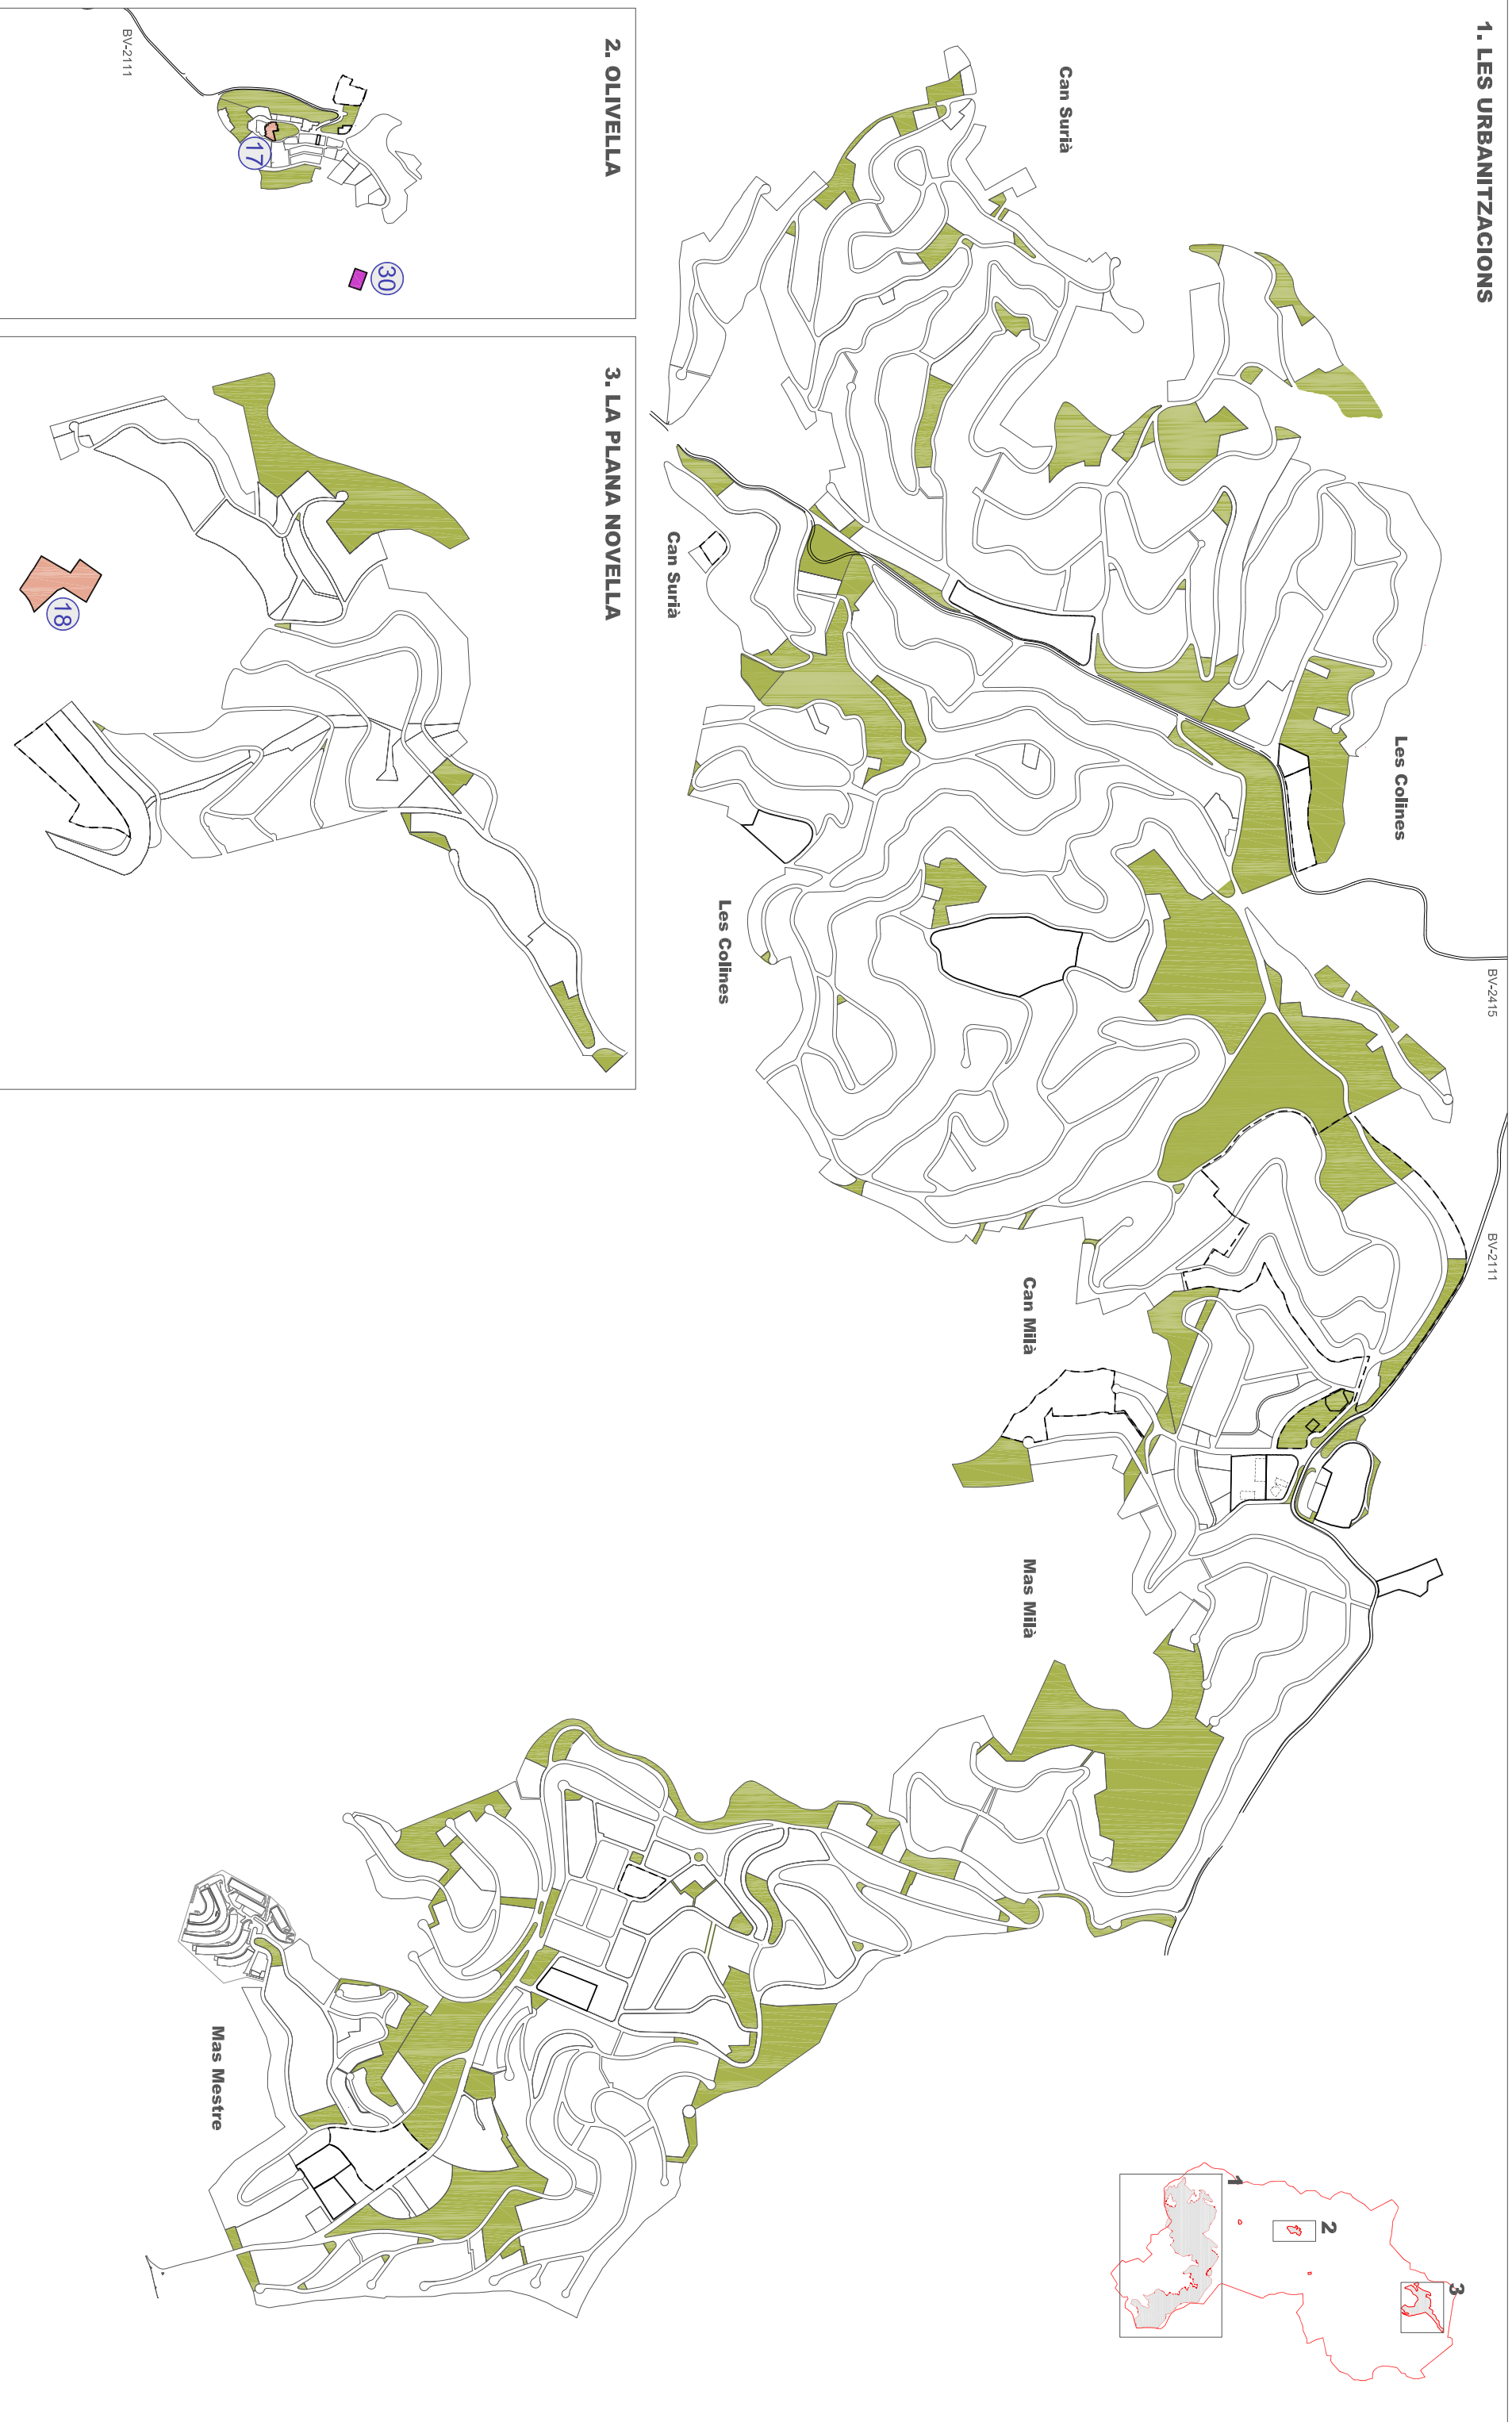 1. LES URBANITZACIONS
Can Surià
Les Colines
BV-2415
BV-2111
Can Surià
Les Colines
Can Milà
Mas Milà
Mas Mestre
2. OLIVELLA
BV-2111
17
30
3. LA PLANA NOVELLA
18
1
2
3